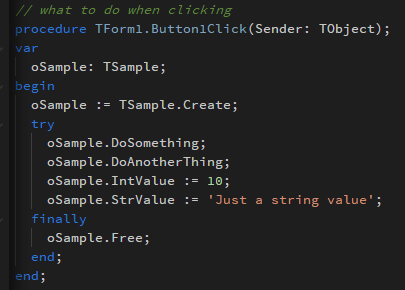 // what to do when clicking
procedure TForm1.Button1Click(Sender: TObject);
var
  oSample: TSample;
begin
  oSample := TSample.Create;
  try
    oSample.DoSomething;
    oSample.DoAnotherThing;
    oSample.IntValue := 10;
    oSample.StrValue := 'Just a string value';
  finally
    oSample.Free;
  end;
end;